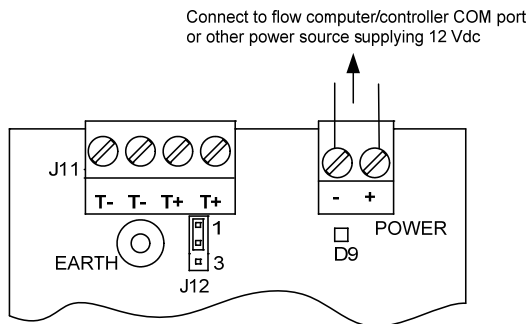 Connect to flow computer/controller COM port
or other power source supplying 12 Vdc
J11
T- T- T+ T+
- +
1
POWER
EARTH
3
D9
J12